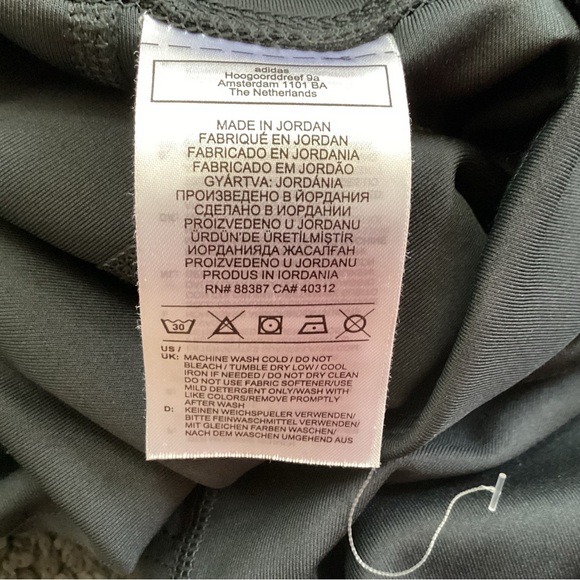 adidas
Hoogoorddreef 9a
Amsterdam 1101 BA
The Netherlands
MADE IN JORDAN
FABRIQUÉ EN JORDAN
FABRICADO EN JORDANIA
FABRICADO EM JORDÃO
GYÁRTVA: JORDÁNIA
ПРОИЗВЕДЕНО В ЙОРДАНИЯ
СДЕЛАНО В ИОРДАНИИ
PROIZVEDENO U JORDANU
ÜRDÜN'DE ÜRETİLMİŞTİR
ИОРДАНИЯДА ЖАСАЛҒАН
PROIZVEDENO U JORDANU
PRODUS IN IORDANIA
RN# 88387 CA# 40312
30
US /
UK: MACHINE WASH COLD / DO NOT
BLEACH / TUMBLE DRY LOW / COOL
IRON IF NEEDED / DO NOT DRY CLEAN
DO NOT USE FABRIC SOFTENER/USE
MILD DETERGENT ONLY/WASH WITH
LIKE COLORS/REMOVE PROMPTLY
AFTER WASH
D: KEINEN WEICHSPUELER VERWENDEN/
BITTE FEINWASCHMITTEL VERWENDEN/
MIT GLEICHEN FARBEN WASCHEN/
NACH DEM WASCHEN UMGEHEND AUS